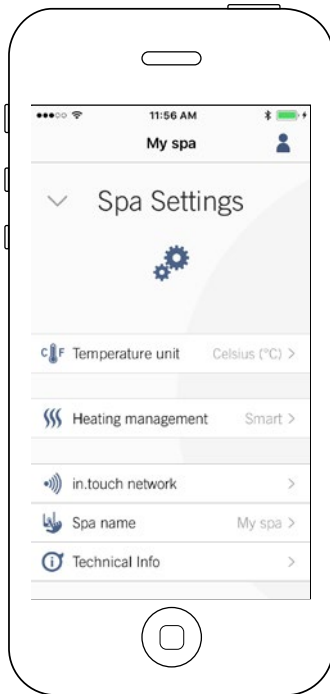 11:56 AM
My spa
Spa Settings
C F Temperature unit Celsius (°C) >
Heating management Smart >
in.touch network >
Spa name My spa >
Technical Info >